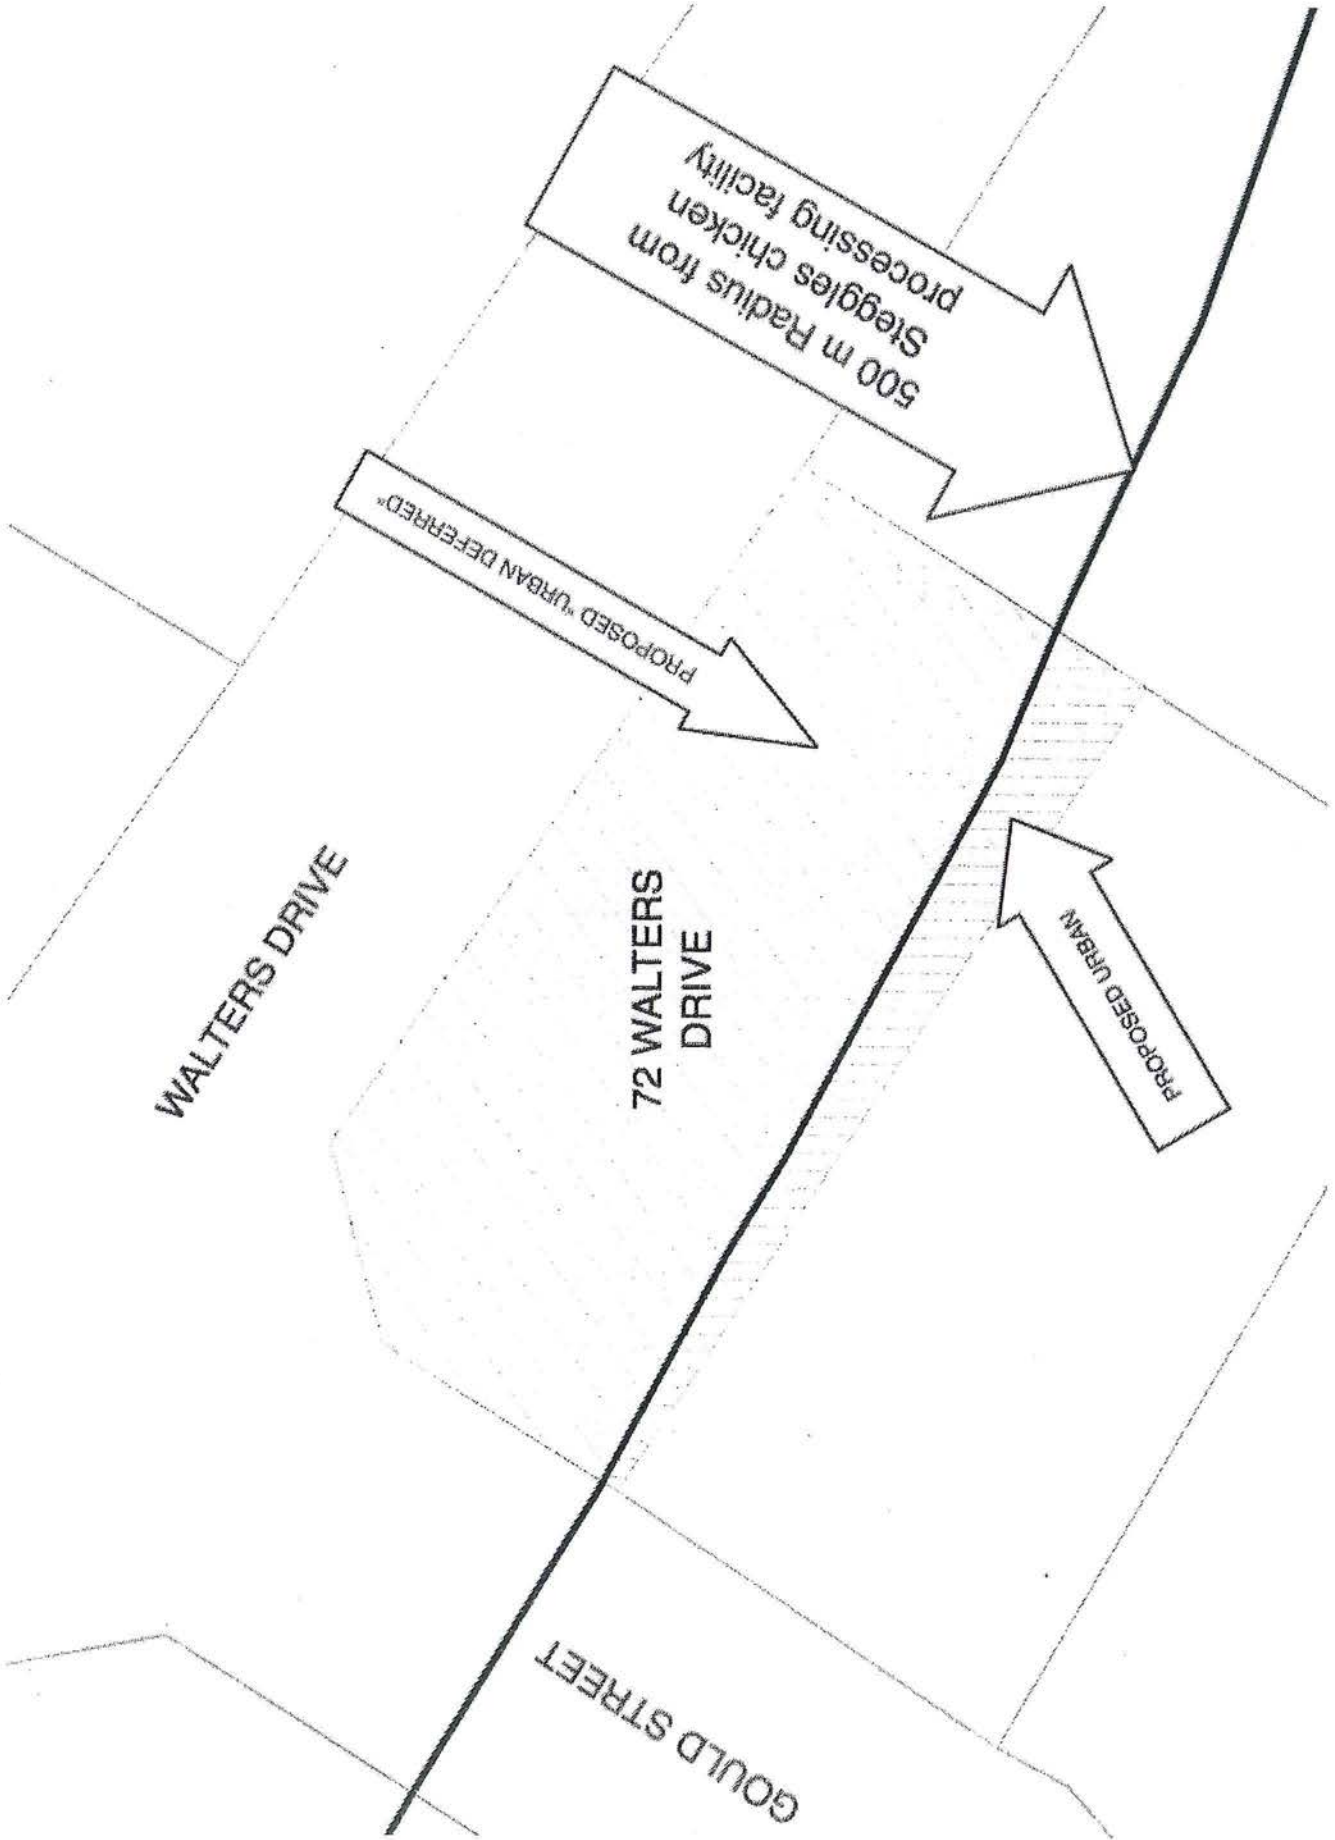 500 m Radius from
Steggles chicken
processing facility
PROPOSED "URBAN DEFERRED"
WALTERS DRIVE
72 WALTERS
DRIVE
PROPOSED URBAN
GOULD STREET